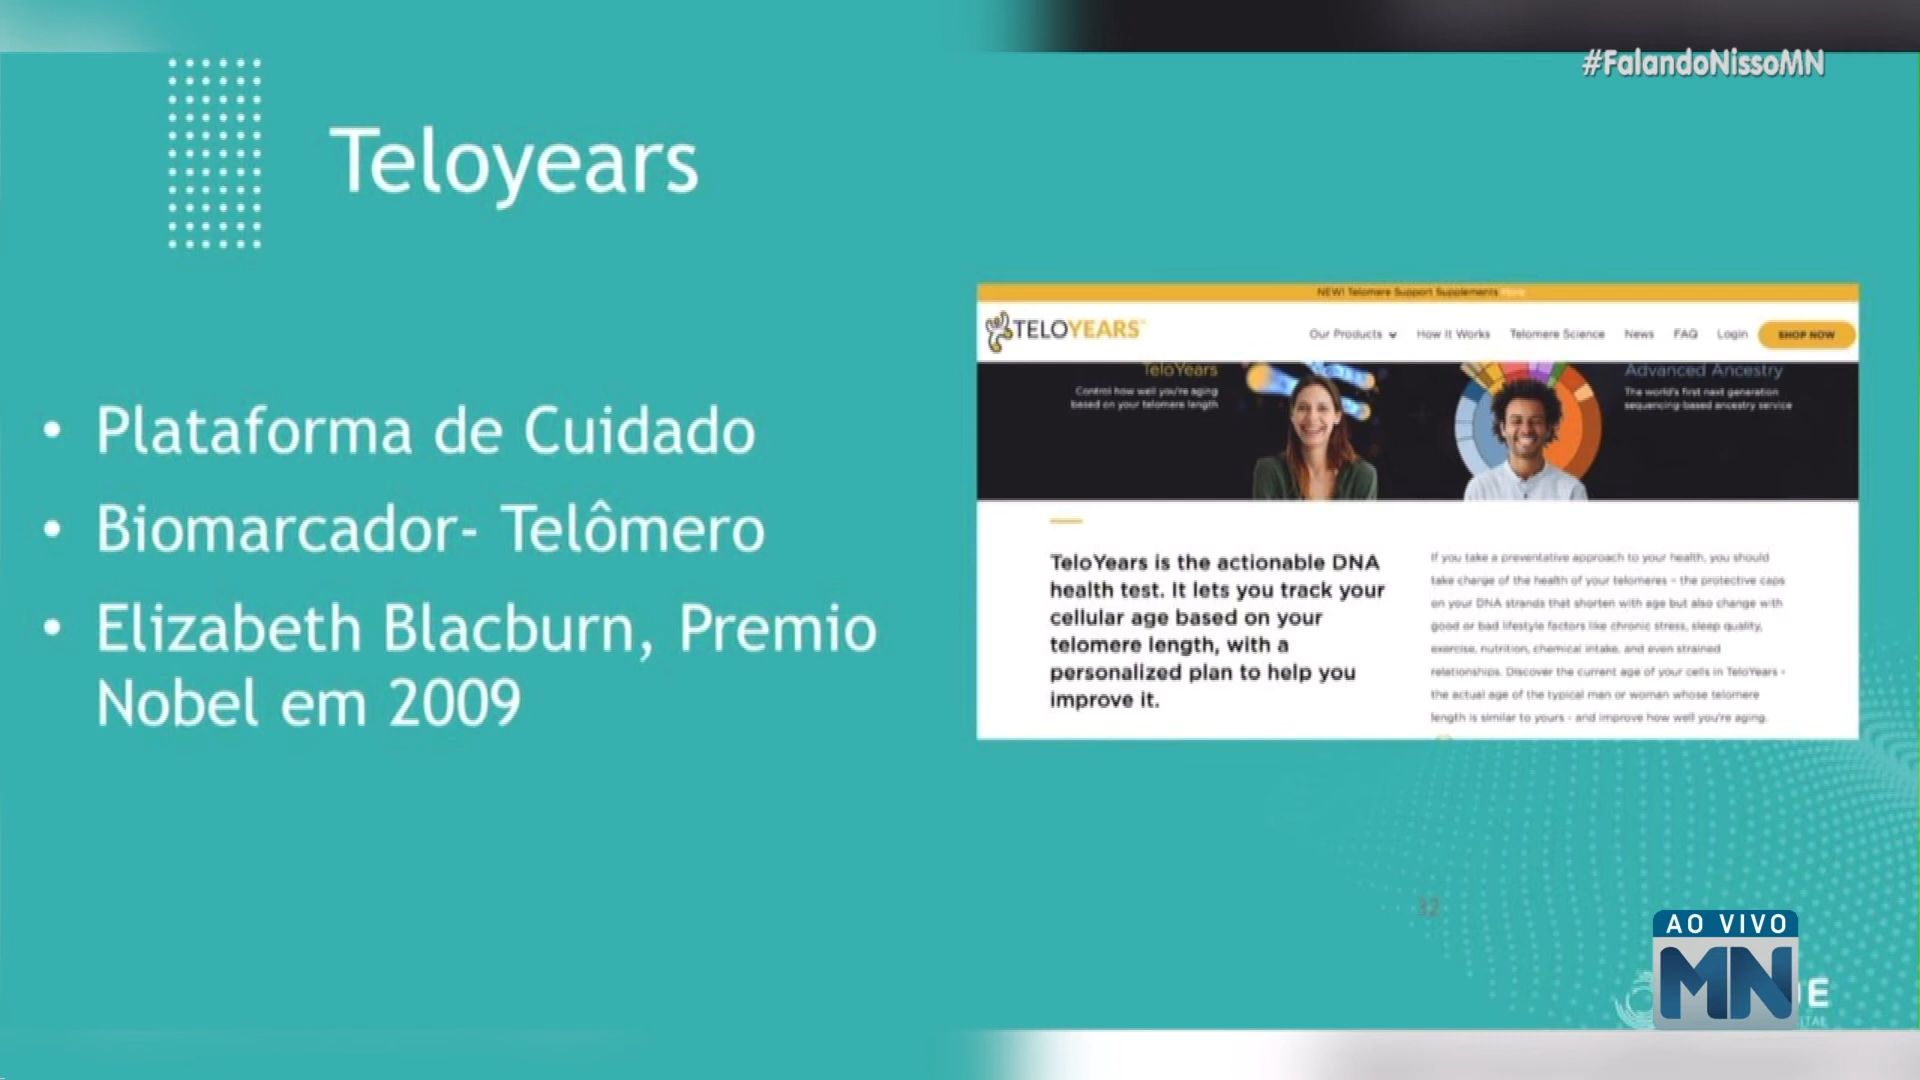 #FalandoNissoMN
Teloyears
• Plataforma de Cuidado
• Biomarcador- Telômero
• Elizabeth Blacburn, Premio
Nobel em 2009
NEW! Telomere Support Supplements
TELOYEARS
Our Products How It Works Telomere Science News FAQ Login SHOP NOW
TeloYears
Control how well you're aging
based on your telomere length
Advanced Ancestry
The world's first next generation
sequencing-based ancestry service
TeloYears is the actionable DNA
health test. It lets you track your
cellular age based on your
telomere length, with a
personalized plan to help you
improve it.
If you take a preventative approach to your health, you should
take charge of the health of your telomeres – the protective caps
on your DNA strands that shorten with age but also change with
good or bad lifestyle factors like chronic stress, sleep quality,
exercise, nutrition, chemical intake, and even strained
relationships. Discover the current age of your cells in TeloYears -
the actual age of the typical man or woman whose telomere
length is similar to yours - and improve how well you're aging.
32
AO VIVO
MN